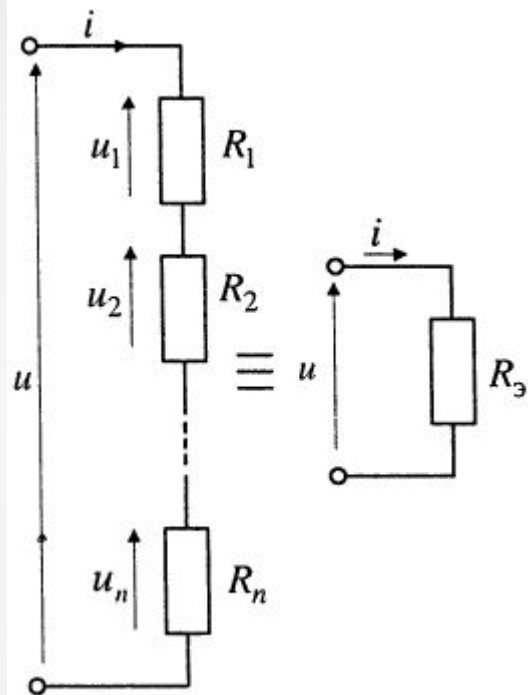 i
u₁ R₁
u₂ R₂
u
uₙ Rₙ
≡
i
u Rэ